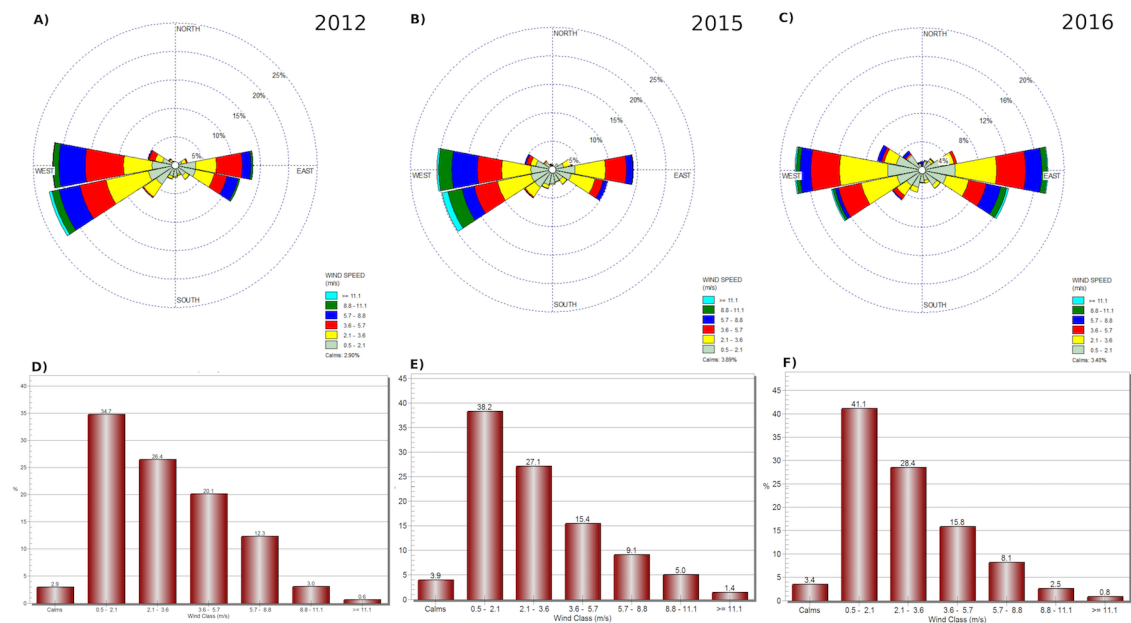 A)
2012
NORTH
25%
20%
15%
10%
5%
WEST
EAST
SOUTH
WIND SPEED
(m/s)
>= 11.1
8.8 - 11.1
5.7 - 8.8
3.6 - 5.7
2.1 - 3.6
0.5 - 2.1
Calms: 2.90%
B)
2015
NORTH
25%
20%
15%
10%
5%
WEST
EAST
SOUTH
WIND SPEED
(m/s)
>= 11.1
8.8 - 11.1
5.7 - 8.8
3.6 - 5.7
2.1 - 3.6
0.5 - 2.1
Calms: 3.89%
C)
2016
NORTH
20%
16%
12%
8%
4%
WEST
EAST
SOUTH
WIND SPEED
(m/s)
>= 11.1
8.8 - 11.1
5.7 - 8.8
3.6 - 5.7
2.1 - 3.6
0.5 - 2.1
Calms: 3.40%
D)
40
35
30
25
20
15
10
5
0
%
2.9
34.7
26.4
20.1
12.3
3.0
0.6
Calms
0.5 - 2.1
2.1 - 3.6
3.6 - 5.7
5.7 - 8.8
8.8 - 11.1
>= 11.1
Wind Class (m/s)
E)
45
40
35
30
25
20
15
10
5
0
3.9
38.2
27.1
15.4
9.1
5.0
1.4
Calms
0.5 - 2.1
2.1 - 3.6
3.6 - 5.7
5.7 - 8.8
8.8 - 11.1
>= 11.1
Wind Class (m/s)
F)
45
40
35
30
25
20
15
10
5
0
%
3.4
41.1
28.4
15.8
8.1
2.5
0.8
Calms
0.5 - 2.1
2.1 - 3.6
3.6 - 5.7
5.7 - 8.8
8.8 - 11.1
>= 11.1
Wind Class (m/s)